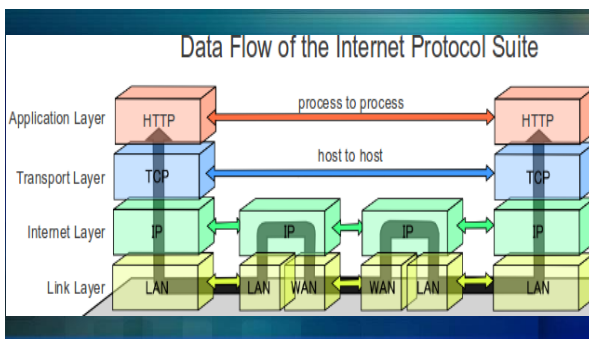 Data Flow of the Internet Protocol Suite
Application Layer HTTP process to process HTTP
Transport Layer TCP host to host TCP
Internet Layer IP IP IP IP
Link Layer LAN LAN WAN WAN LAN LAN